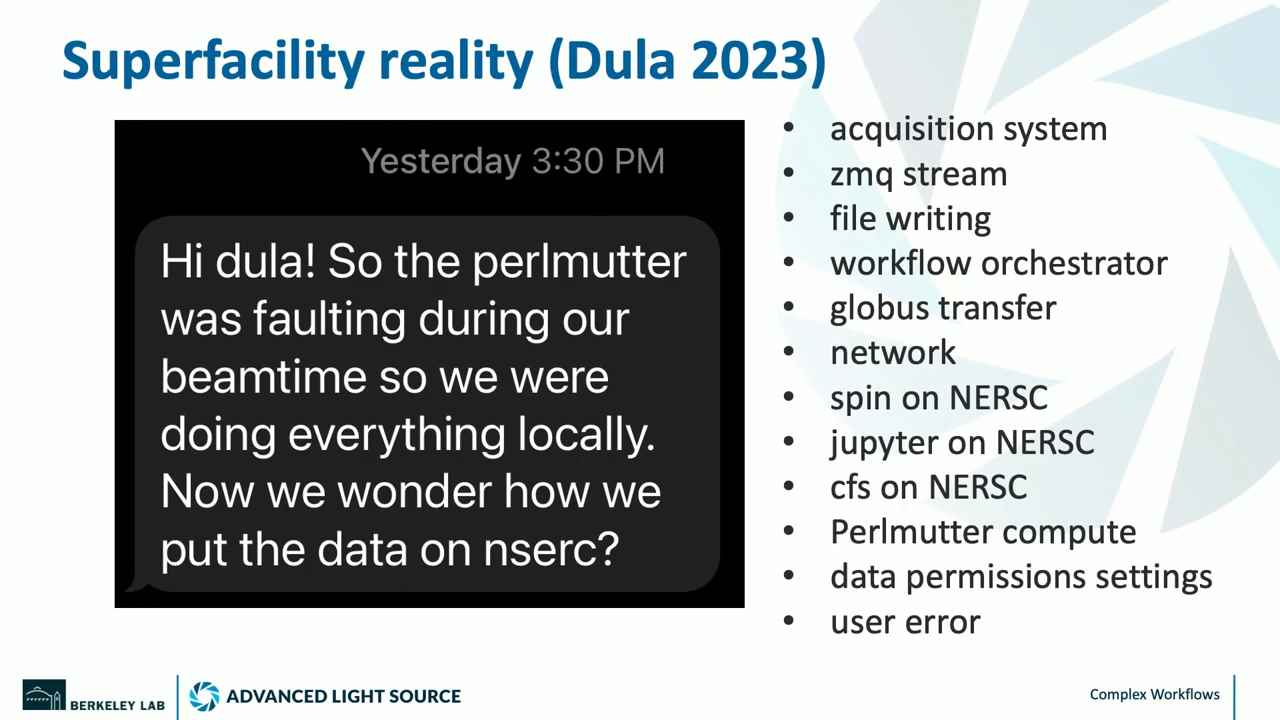 Superfacility reality (Dula 2023)
Yesterday 3:30 PM
Hi dula! So the perlmutter
was faulting during our
beamtime so we were
doing everything locally.
Now we wonder how we
put the data on nserc?
• acquisition system
• zmq stream
• file writing
• workflow orchestrator
• globus transfer
• network
• spin on NERSC
• jupyter on NERSC
• cfs on NERSC
• Perlmutter compute
• data permissions settings
• user error
BERKELEY LAB
ADVANCED LIGHT SOURCE
Complex Workflows